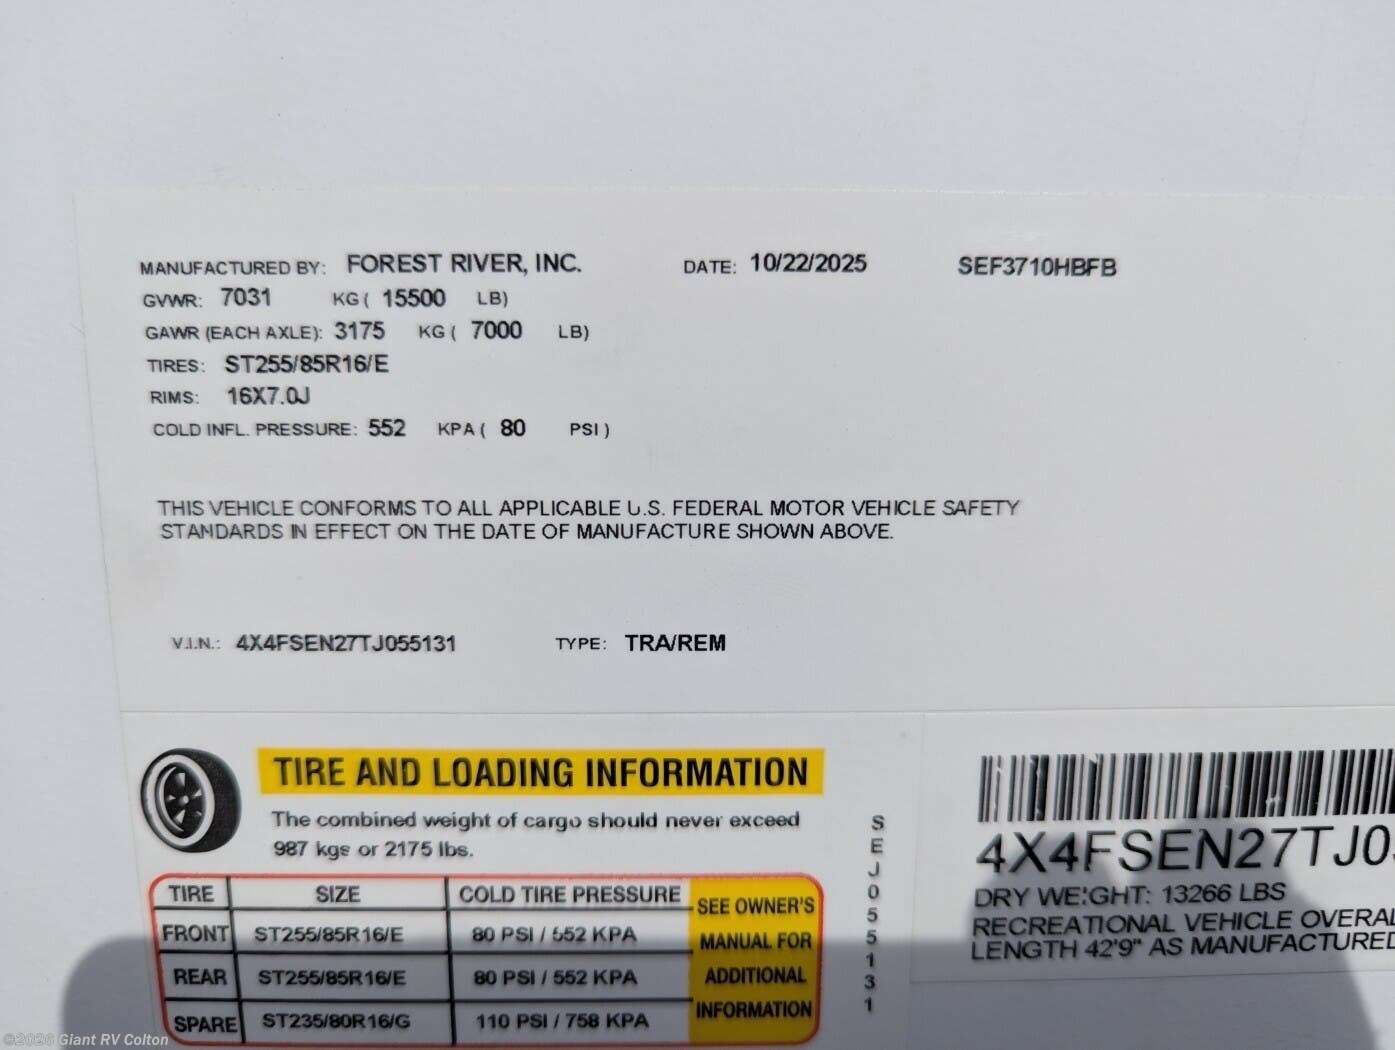 MANUFACTURED BY: FOREST RIVER, INC. DATE: 10/22/2025 SEF3710HBFB
GVWR: 7031 KG ( 15500 LB)
GAWR (EACH AXLE): 3175 KG ( 7000 LB)
TIRES: ST255/85R16/E
RIMS: 16X7.0J
COLD INFL. PRESSURE: 552 KPA ( 80 PSI )
THIS VEHICLE CONFORMS TO ALL APPLICABLE U.S. FEDERAL MOTOR VEHICLE SAFETY
STANDARDS IN EFFECT ON THE DATE OF MANUFACTURE SHOWN ABOVE.
V.I.N.: 4X4FSEN27TJ055131 TYPE: TRA/REM
TIRE AND LOADING INFORMATION
The combined weight of cargo should never exceed
987 kgs or 2175 lbs.
TIRE SIZE COLD TIRE PRESSURE
FRONT ST255/85R16/E 80 PSI / 552 KPA
REAR ST255/85R16/E 80 PSI / 552 KPA
SPARE ST235/80R16/G 110 PSI / 758 KPA
SEE OWNER'S
MANUAL FOR
ADDITIONAL
INFORMATION
SEJ055131
4X4FSEN27TJ05
DRY WEIGHT: 13266 LBS
RECREATIONAL VEHICLE OVERAL
LENGTH 42'9" AS MANUFACTURED
©2026 Giant RV Colton